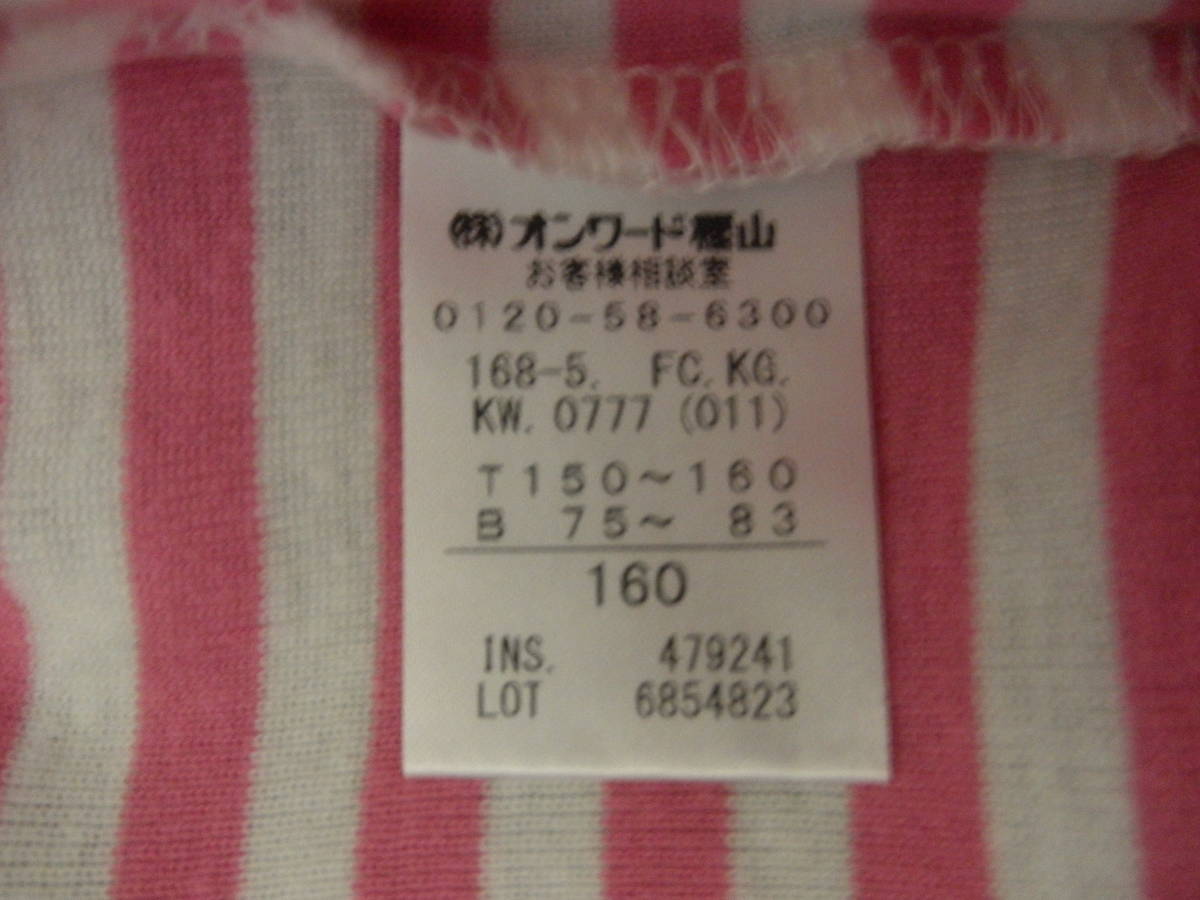 ㈱オンワード樫山
お客様相談室
0120-58-6300
168-5. FC.KG.
KW. 0777 (011)
T 150～160
B 75～ 83
160
INS. 479241
LOT 6854823